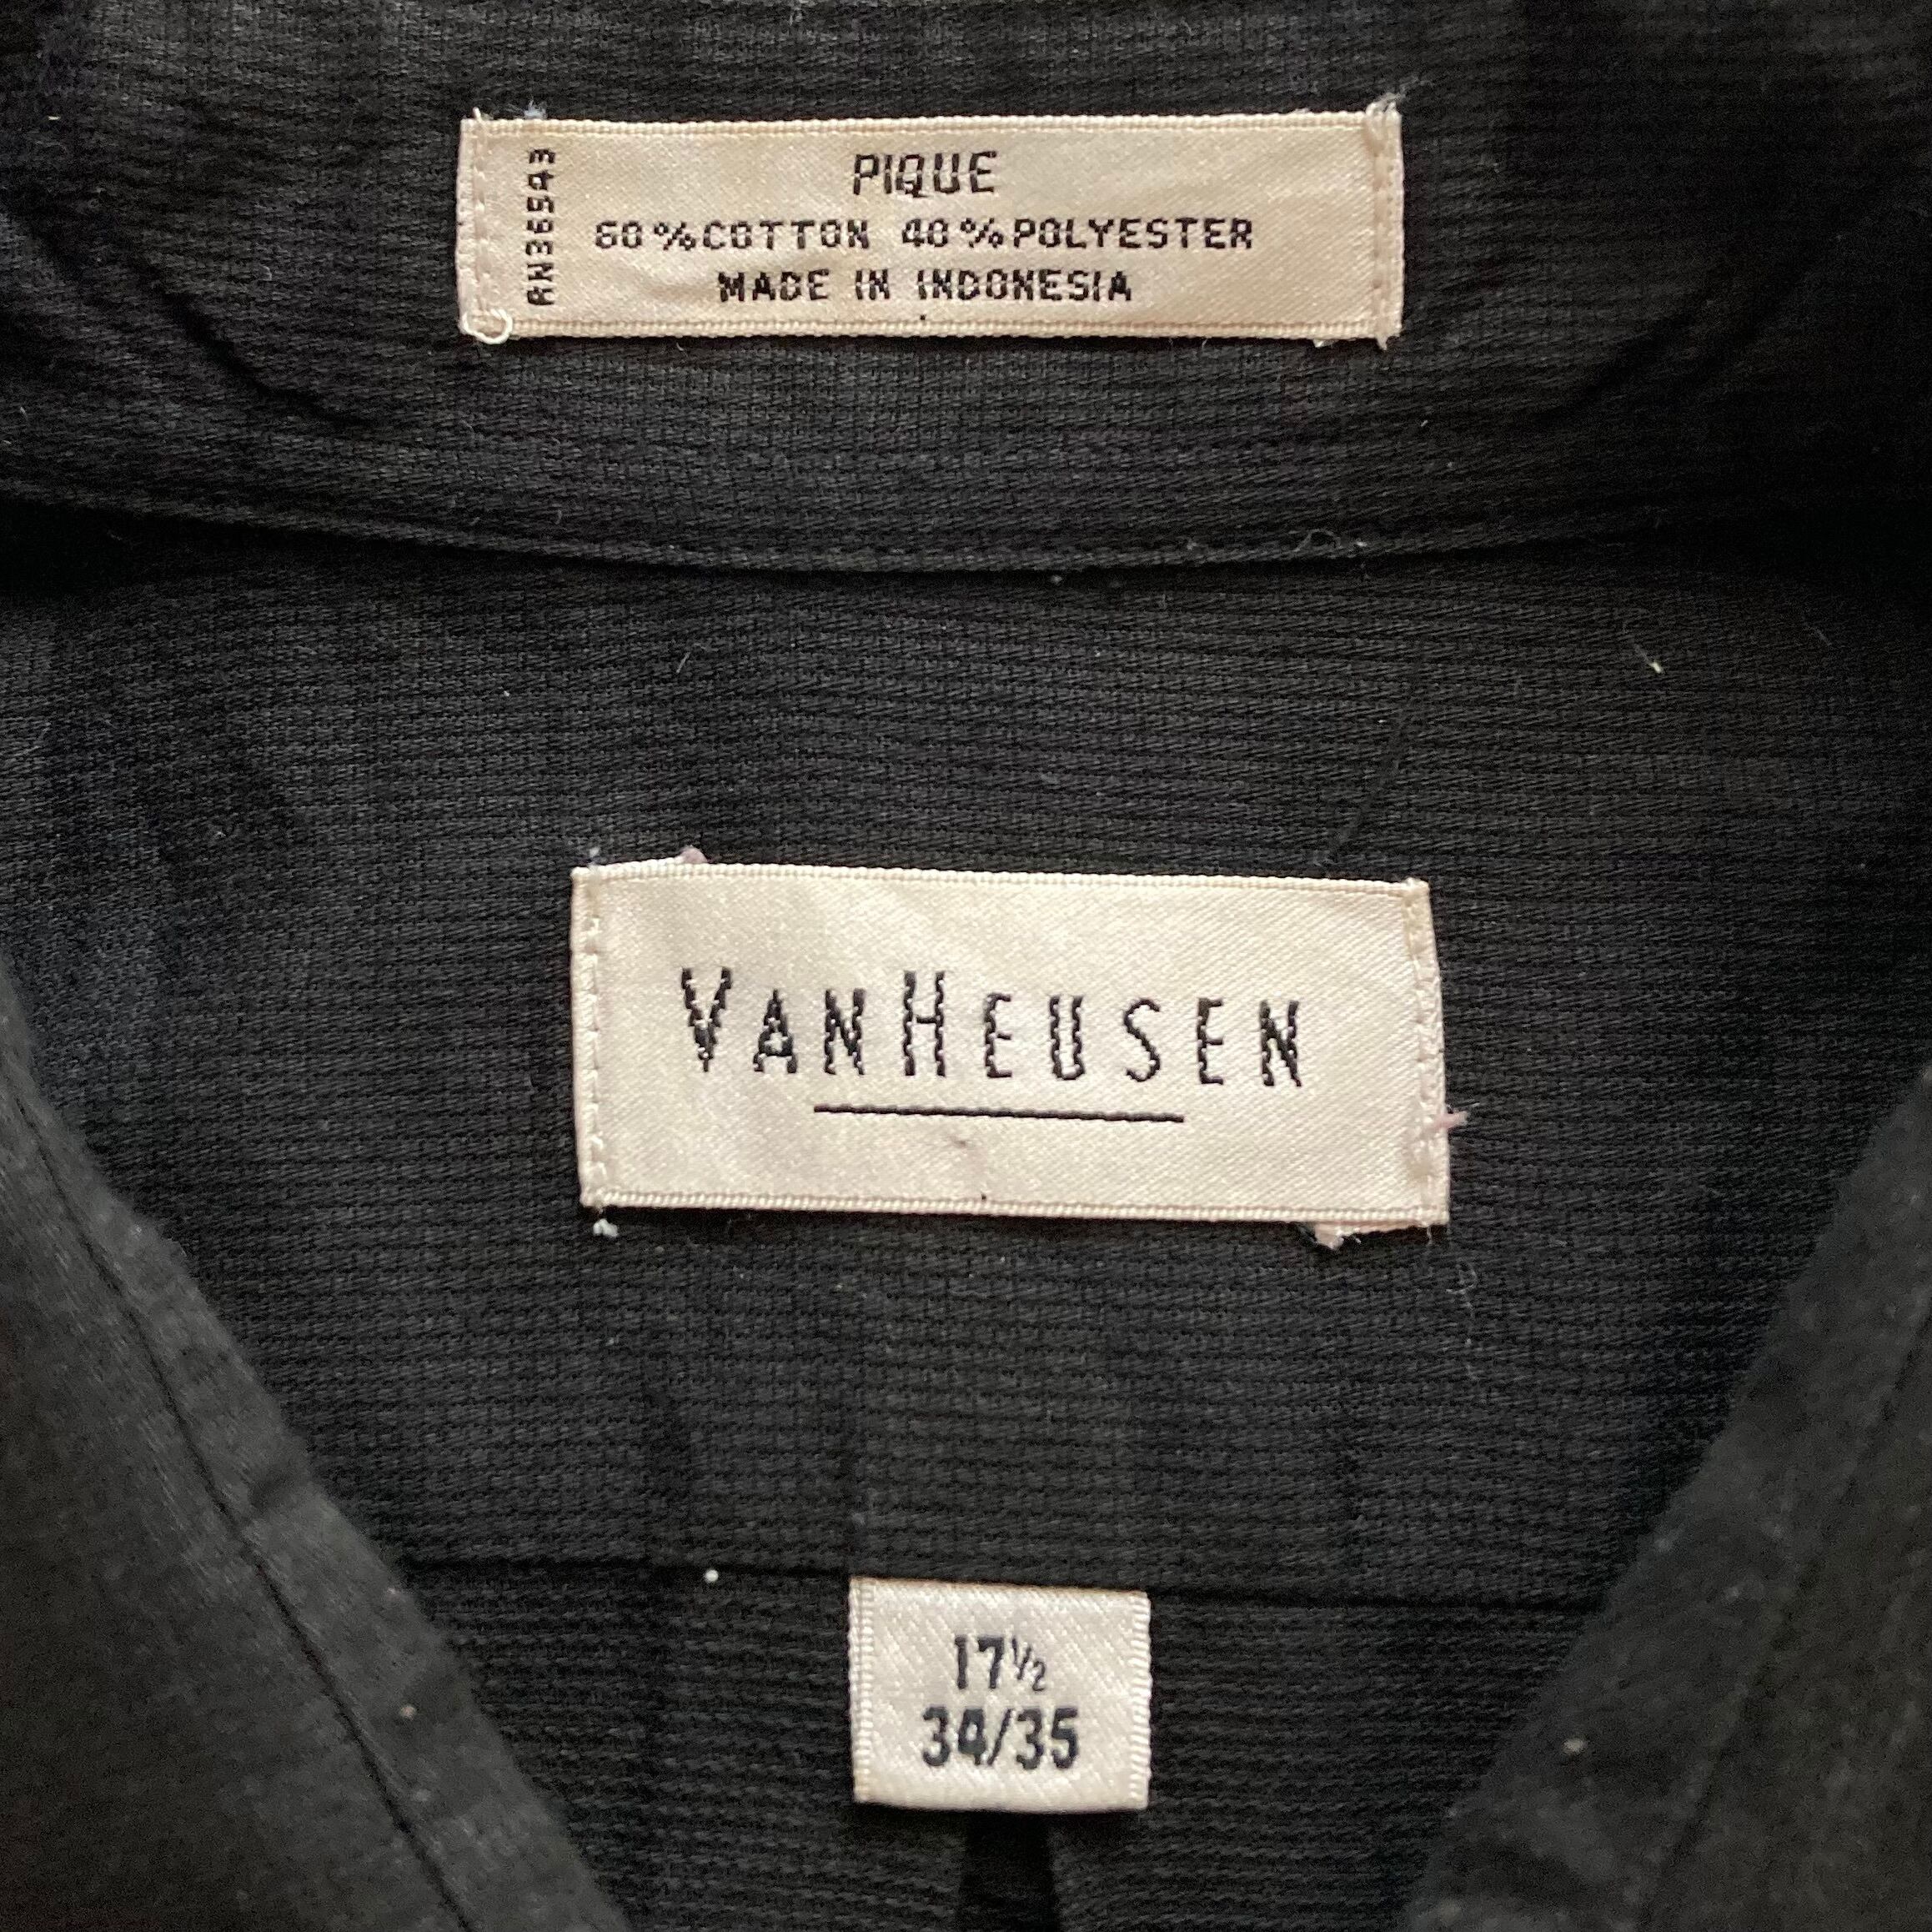 RN36543
PIQUE
60%COTTON 40%POLYESTER
MADE IN INDONESIA
VANHEUSEN
17½
34/35